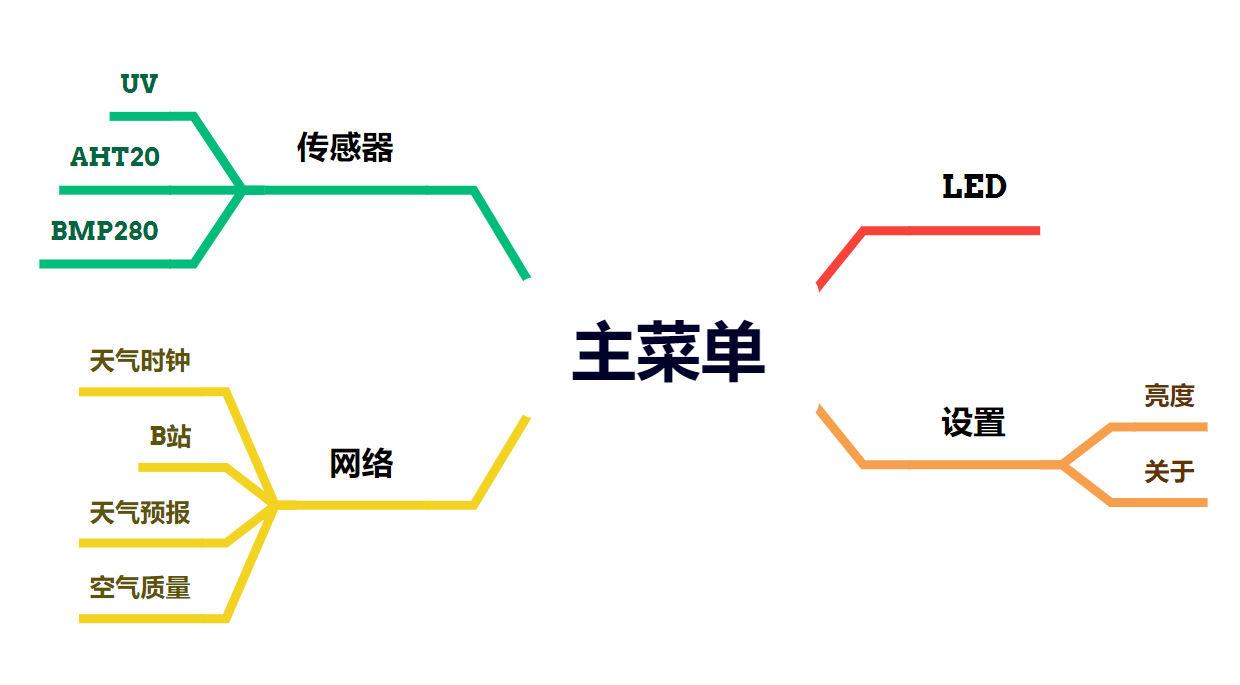 主菜单
传感器
UV
AHT20
BMP280
网络
天气时钟
B站
天气预报
空气质量
LED
设置
亮度
关于